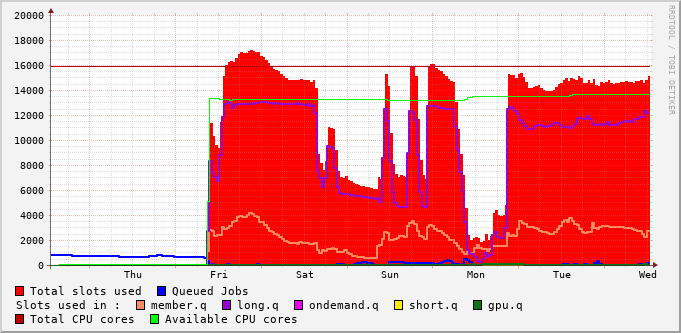 20000
18000
16000
14000
12000
10000
8000
6000
4000
2000
0
Thu Fri Sat Sun Mon Tue Wed
Total slots used Queued Jobs
Slots used in : member.q long.q ondemand.q short.q gpu.q
Total CPU cores Available CPU cores
RRDTOOL / TOBI OETIKER